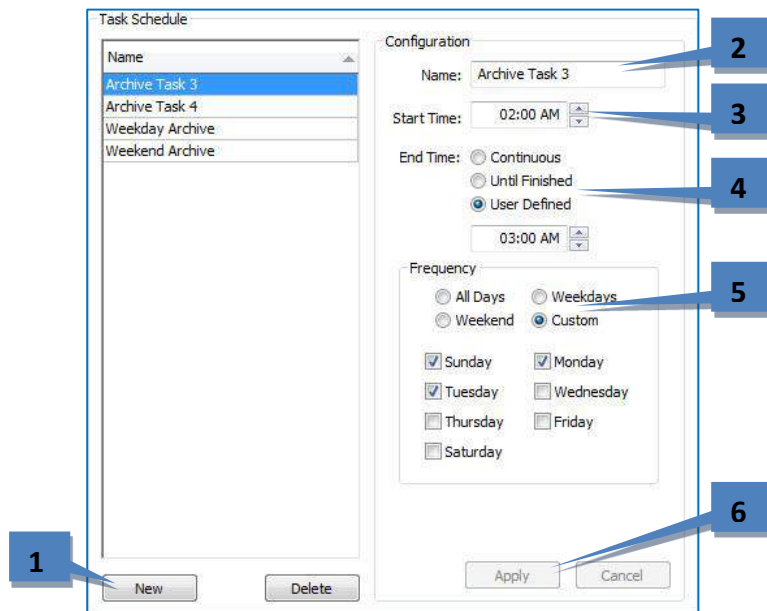 Task Schedule
Name
Archive Task 3
Archive Task 4
Weekday Archive
Weekend Archive
New
Delete
1
Configuration
Name: Archive Task 3
2
Start Time: 02:00 AM
3
End Time: Continuous
Until Finished
User Defined
4
03:00 AM
Frequency
All Days Weekdays
Weekend Custom
5
Sunday Monday
Tuesday Wednesday
Thursday Friday
Saturday
6
Apply Cancel